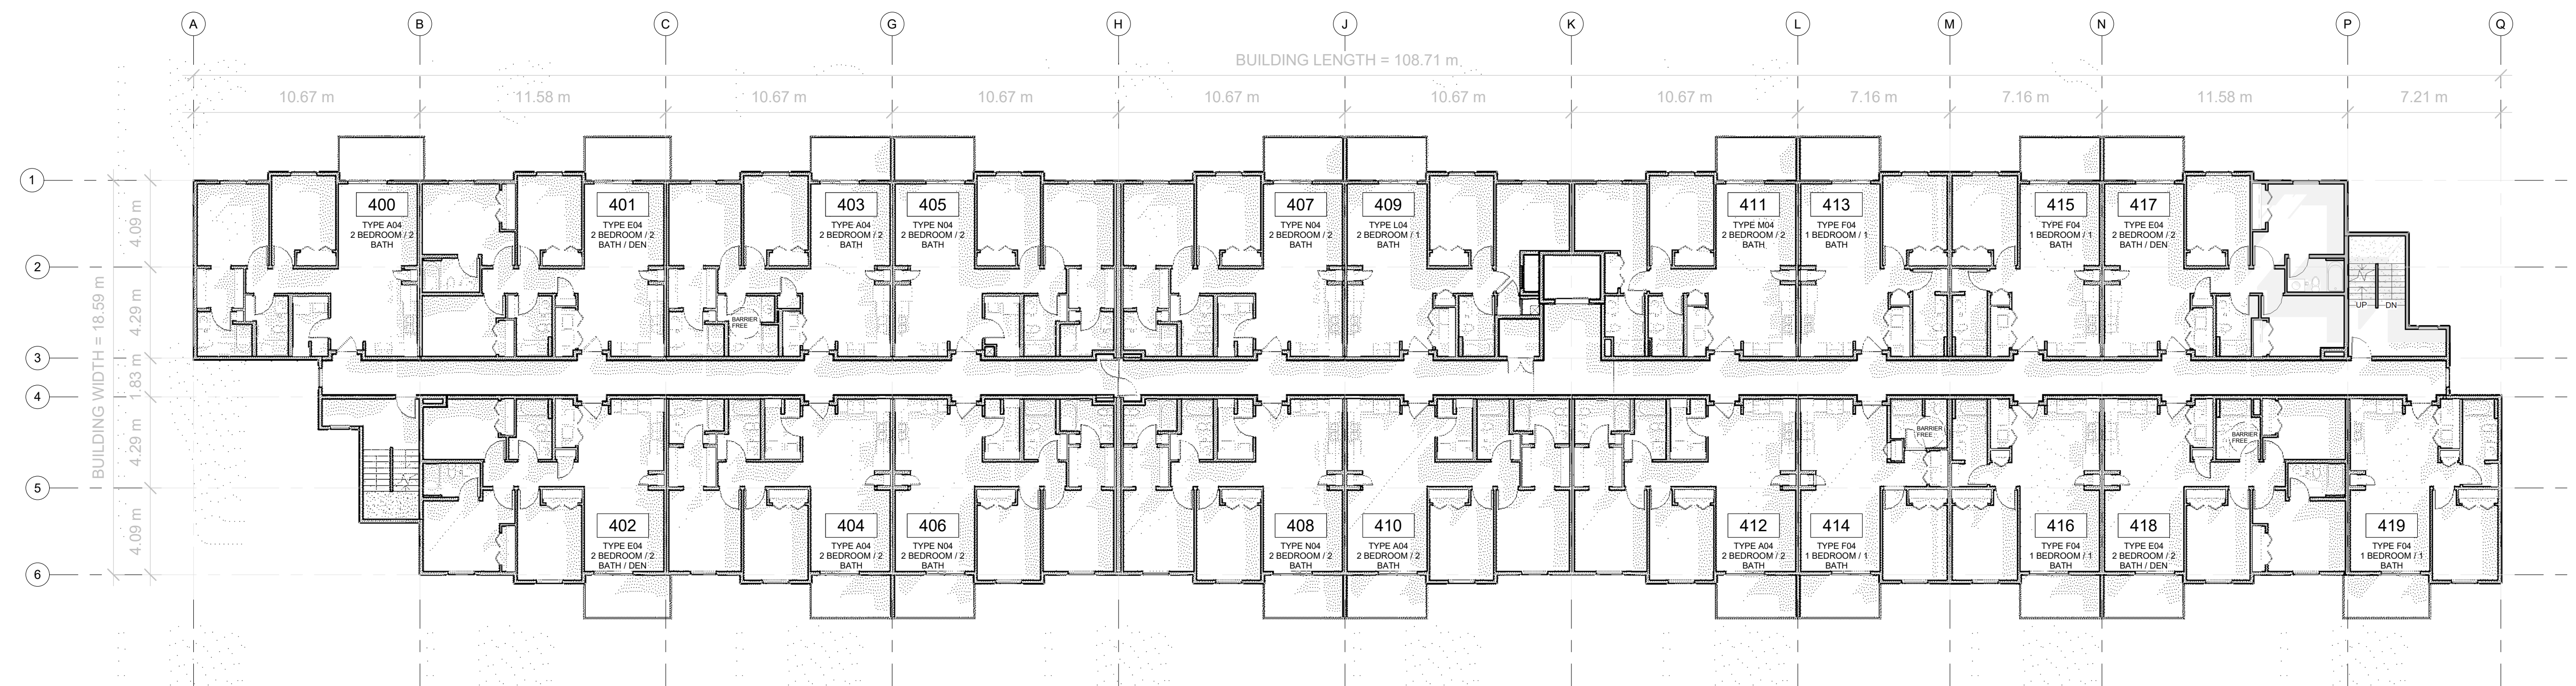 A B C G H J K L M N P Q
BUILDING LENGTH = 108.71 m
10.67 m 11.58 m 10.67 m 10.67 m 10.67 m 10.67 m 10.67 m 7.16 m 7.16 m 11.58 m 7.21 m
1
2
3
4
5
6
BUILDING WIDTH = 18.59 m
4.09 m
4.29 m
1.83 m
4.29 m
4.09 m
400
TYPE A04
2 BEDROOM / 2
BATH
401
TYPE E04
2 BEDROOM / 2
BATH / DEN
403
TYPE A04
2 BEDROOM / 2
BATH
BARRIER
FREE
405
TYPE N04
2 BEDROOM / 2
BATH
407
TYPE N04
2 BEDROOM / 2
BATH
409
TYPE L04
2 BEDROOM / 1
BATH
411
TYPE M04
2 BEDROOM / 2
BATH
413
TYPE F04
1 BEDROOM / 1
BATH
415
TYPE F04
1 BEDROOM / 1
BATH
417
TYPE E04
2 BEDROOM / 2
BATH / DEN
UP DN
402
TYPE E04
2 BEDROOM / 2
BATH / DEN
404
TYPE A04
2 BEDROOM / 2
BATH
406
TYPE N04
2 BEDROOM / 2
BATH
408
TYPE N04
2 BEDROOM / 2
BATH
410
TYPE A04
2 BEDROOM / 2
BATH
412
TYPE A04
2 BEDROOM / 2
BATH
414
TYPE F04
1 BEDROOM / 1
BATH
BARRIER
FREE
416
TYPE F04
1 BEDROOM / 1
BATH
418
TYPE E04
2 BEDROOM / 2
BATH / DEN
BARRIER
FREE
419
TYPE F04
1 BEDROOM / 1
BATH